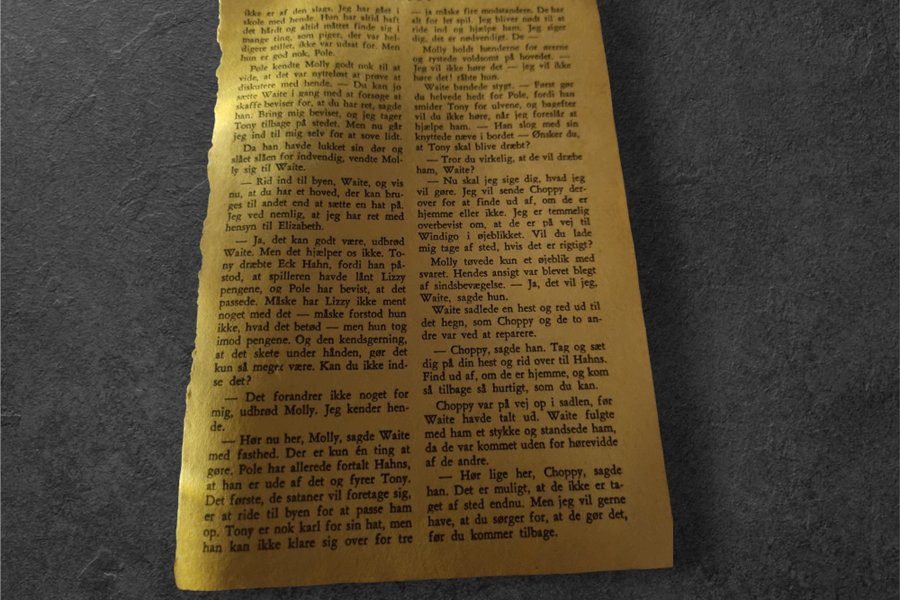 ikke er af den slags. Jeg har gået i
skole med hende. Hun har altid haft
det hårdt og altid måttet finde sig i
mange ting, som piger, der var hel-
digere stillet, ikke var udsat for. Men
hun er god nok, Pole.
Pole kendte Molly godt nok til at
vide, at det var nytteløst at prøve at
diskutere med hende. — Du kan jo
sætte Waite i gang med at forsøge at
skaffe beviser for, at du har ret, sagde
han. Bring mig beviser, og jeg tager
Tony tilbage på stedet. Men nu går
jeg ind til mig selv for at sove lidt.
Da han havde lukket sin dør og
slået slåen for indvendig, vendte Mol-
ly sig til Waite.
— Rid ind til byen, Waite, og vis
nu, at du har et hoved, der kan bru-
ges til andet end at sætte en hat på.
Jeg ved nemlig, at jeg har ret med
hensyn til Elizabeth.
— Ja, det kan godt være, udbrød
Waite. Men det hjælper os ikke. To-
ny dræbte Eck Hahn, fordi han på-
stod, at spilleren havde lånt Lizzy
pengene, og Pole har bevist, at det
passede. Måske har Lizzy ikke ment
noget med det — måske forstod hun
ikke, hvad det betød — men hun tog
imod pengene. Og den kendsgerning,
at det skete under hånden, gør det
kun så meget være. Kan du ikke ind-
se det?
— Det forandrer ikke noget for
mig, udbrød Molly. Jeg kender hen-
de.
— Hør nu her, Molly, sagde Waite
med fasthed. Der er kun én ting at
gøre. Pole har allerede fortalt Hahns,
at han er ude af det og fyrer Tony.
Det første, de sataner vil foretage sig,
er at ride til byen for at passe ham
op. Tony er nok karl for sin hat, men
han kan ikke klare sig over for tre
— ja måske fire modstandere. De har
alt for let spil. Jeg bliver nødt til at
ride ind og hjælpe ham. Jeg siger
dig, det er nødvendigt. De —
Molly holdt hænderne for ørerne
og rystede voldsomt på hovedet. —
Jeg vil ikke høre det — jeg vil ikke
høre det! råbte hun.
Waite bandede stygt. — Først gør
du helvede hedt for Pole, fordi han
smider Tony for ulvene, og bagefter
vil du ikke høre, når jeg foreslår at
hjælpe ham. — Han slog med sin
knyttede næve i bordet — Ønsker du,
at Tony skal blive dræbt?
— Tror du virkelig, at de vil dræbe
ham, Waite?
— Nu skal jeg sige dig, hvad jeg
vil gøre. Jeg vil sende Choppy der-
over for at finde ud af, om de er
hjemme eller ikke. Jeg er temmelig
overbevist om, at de er på vej til
Windigo i øjeblikket. Vil du lade
mig tage af sted, hvis det er rigtigt?
Molly tøvede kun et øjeblik med
svaret. Hendes ansigt var blevet blegt
af sindsbevægelse. — Ja, det vil jeg,
Waite, sagde hun.
Waite sadlede en hest og red ud til
det hegn, som Choppy og de to an-
dre var ved at reparere.
— Choppy, sagde han. Tag og sæt
dig på din hest og rid over til Hahns.
Find ud af, om de er hjemme, og kom
så tilbage så hurtigt, som du kan.
Choppy var på vej op i sadlen, før
Waite havde talt ud. Waite fulgte
med ham et stykke og standsede ham,
da de var kommet uden for hørevidde
af de andre.
— Hør lige her, Choppy, sagde
han. Det er muligt, at de ikke er ta-
get af sted endnu. Men jeg vil gerne
have, at du sørger for, at de gør det,
før du kommer tilbage.